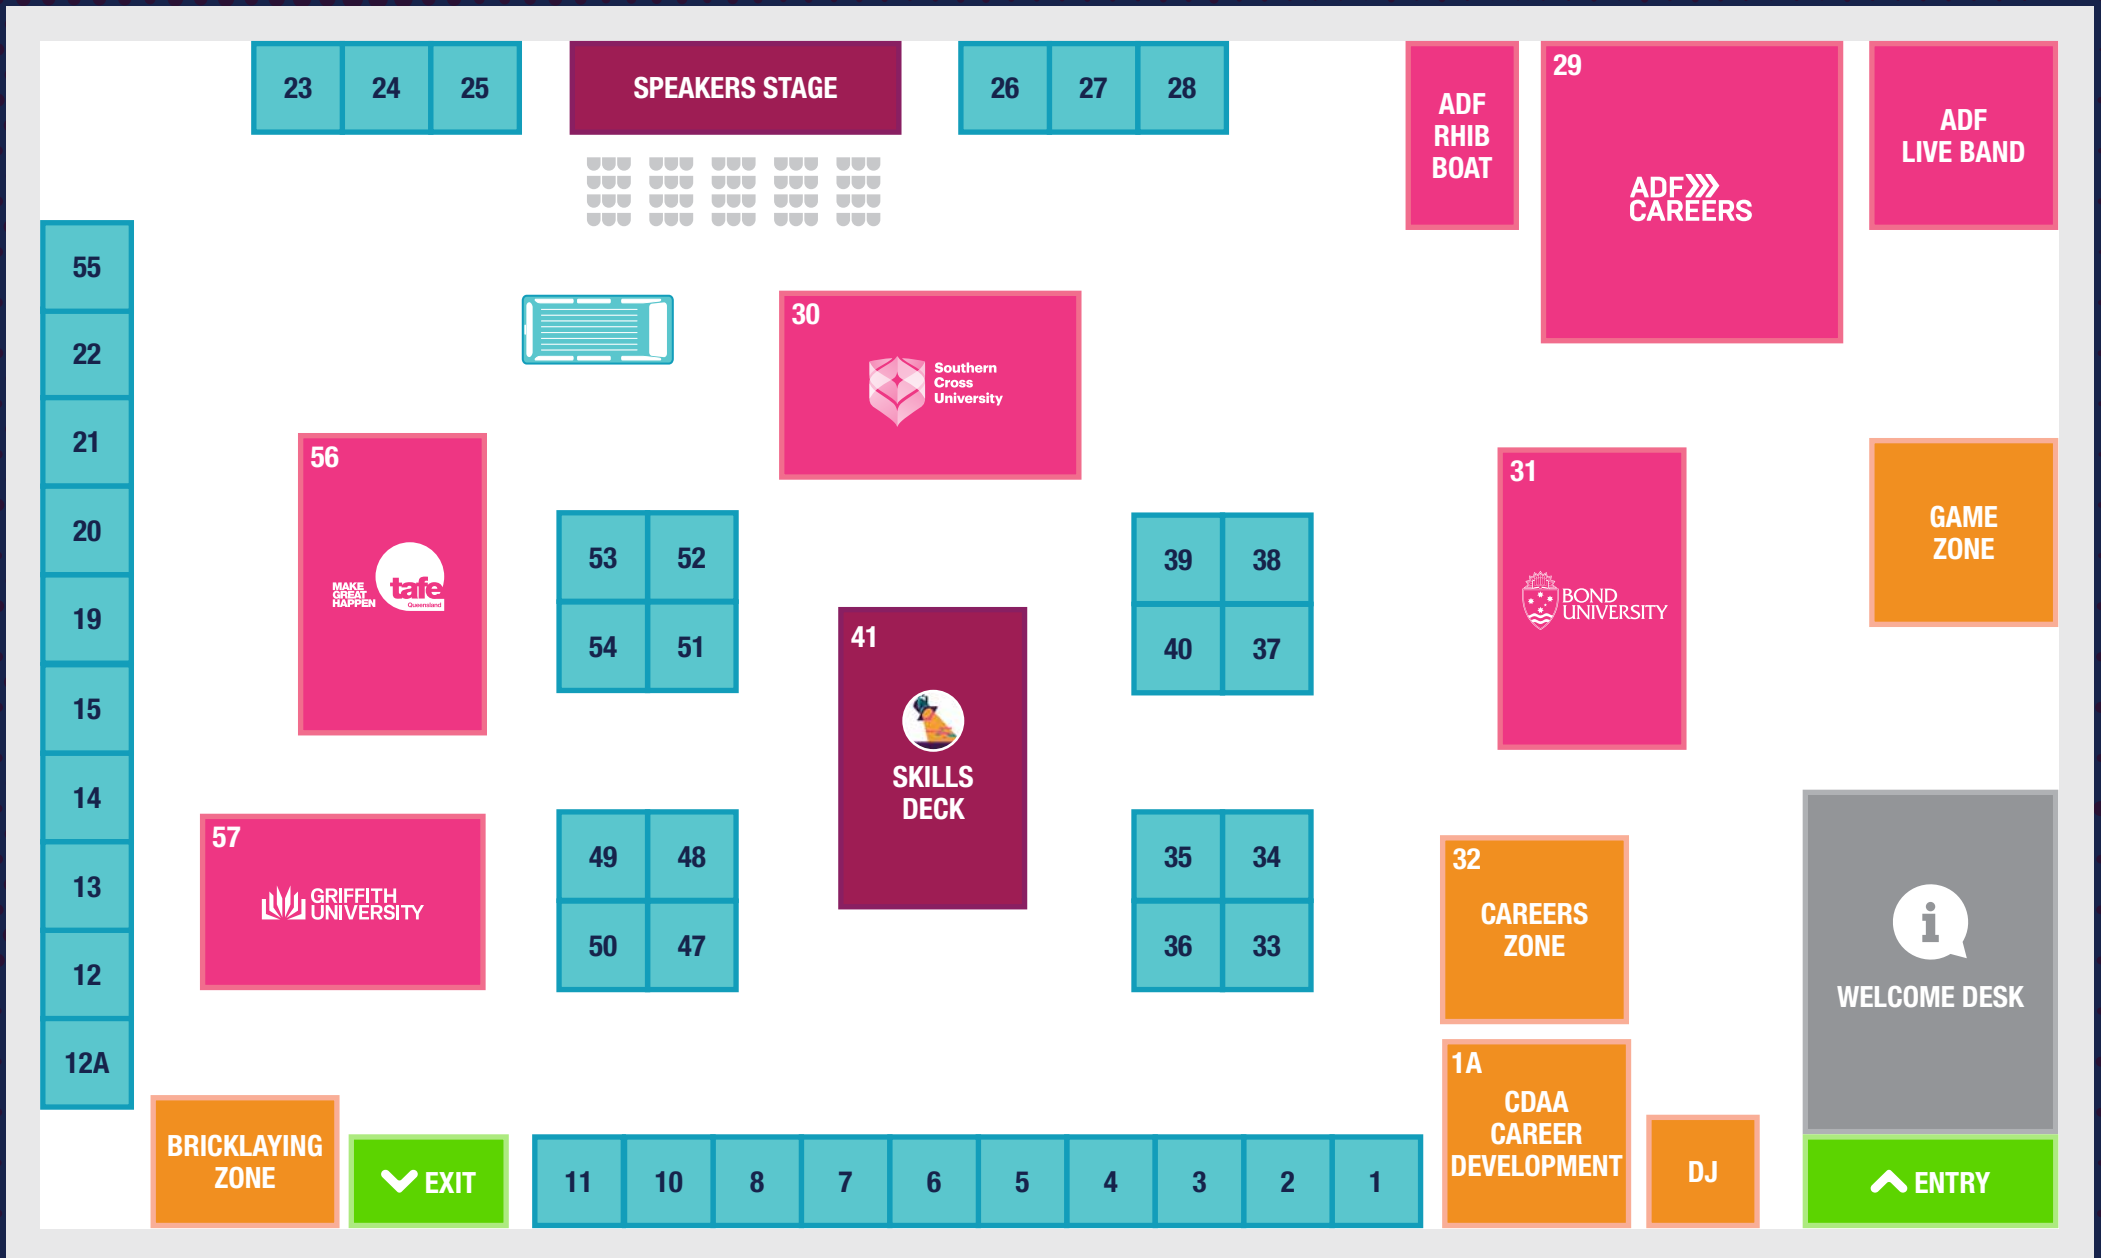 23 24 25
SPEAKERS STAGE
26 27 28
ADF
RHIB
BOAT
29
ADF
CAREERS
ADF
LIVE BAND
55
22
21
20
19
15
14
13
12
12A
30
Southern
Cross
University
56
MAKE
GREAT
HAPPEN
tafe
Queensland
53 52
54 51
39 38
40 37
31
BOND
UNIVERSITY
GAME
ZONE
41
SKILLS
DECK
57
GRIFFITH
UNIVERSITY
49 48
50 47
35 34
36 33
32
CAREERS
ZONE
i
WELCOME DESK
1A
CDAA
CAREER
DEVELOPMENT
BRICKLAYING
ZONE
EXIT
11 10 8 7 6 5 4 3 2 1
DJ
ENTRY